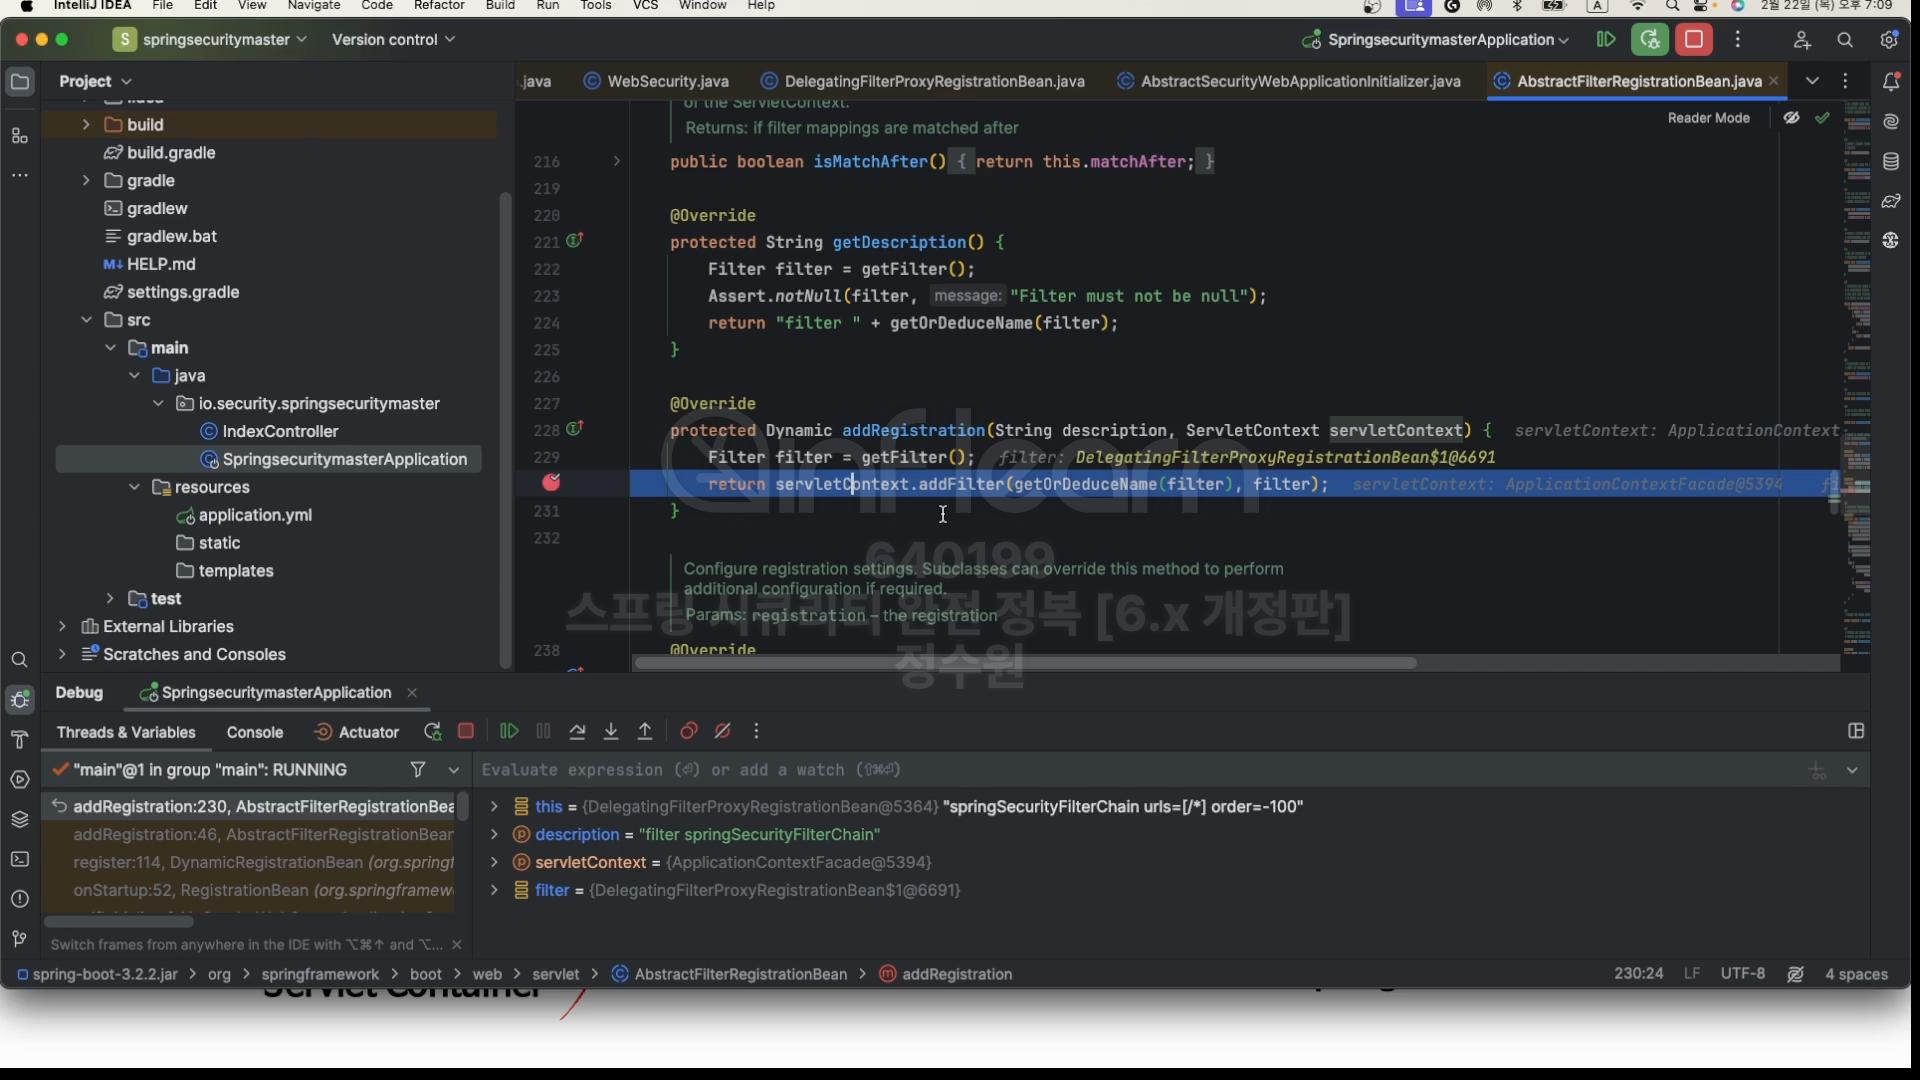 IntelliJ IDEA File Edit View Navigate Code Refactor Build Run Tools VCS Window Help A 2월 22일 (목) 오후 7:09
S springsecuritymaster Version control SpringsecuritymasterApplication
Project
.java WebSecurity.java DelegatingFilterProxyRegistrationBean.java AbstractSecurityWebApplicationInitializer.java AbstractFilterRegistrationBean.java
build
build.gradle
gradle
gradlew
gradlew.bat
M↓ HELP.md
settings.gradle
src
main
java
io.security.springsecuritymaster
IndexController
SpringsecuritymasterApplication
resources
application.yml
static
templates
test
External Libraries
Scratches and Consoles
Reader Mode
of the ServletContext.
Returns: if filter mappings are matched after
216 public boolean isMatchAfter() { return this.matchAfter; }
219
220 @Override
221 protected String getDescription() {
222 Filter filter = getFilter();
223 Assert.notNull(filter, message: "Filter must not be null");
224 return "filter " + getOrDeduceName(filter);
225 }
226
227 @Override
228 protected Dynamic addRegistration(String description, ServletContext servletContext) { servletContext: ApplicationContext
229 Filter filter = getFilter(); filter: DelegatingFilterProxyRegistrationBean$1@6691
return servletContext.addFilter(getOrDeduceName(filter), filter); servletContext: ApplicationContextFacade@5394
231 }
232
Configure registration settings. Subclasses can override this method to perform
additional configuration if required.
Params: registration – the registration
238 @Override
inflearn
640199
스프링 시큐리티 완전 정복 [6.x 개정판]
정수원
Debug SpringsecuritymasterApplication
Threads & Variables Console Actuator
"main"@1 in group "main": RUNNING
Evaluate expression (⏎) or add a watch (⇧⌘⏎)
addRegistration:230, AbstractFilterRegistrationBea
addRegistration:46, AbstractFilterRegistrationBean
register:114, DynamicRegistrationBean (org.springf
onStartup:52, RegistrationBean (org.springframew
this = {DelegatingFilterProxyRegistrationBean@5364} "springSecurityFilterChain urls=[/*] order=-100"
description = "filter springSecurityFilterChain"
servletContext = {ApplicationContextFacade@5394}
filter = {DelegatingFilterProxyRegistrationBean$1@6691}
Switch frames from anywhere in the IDE with ⌥⌘↑ and ⌥...
spring-boot-3.2.2.jar org springframework boot web servlet AbstractFilterRegistrationBean addRegistration 230:24 LF UTF-8 4 spaces
Servlet Container